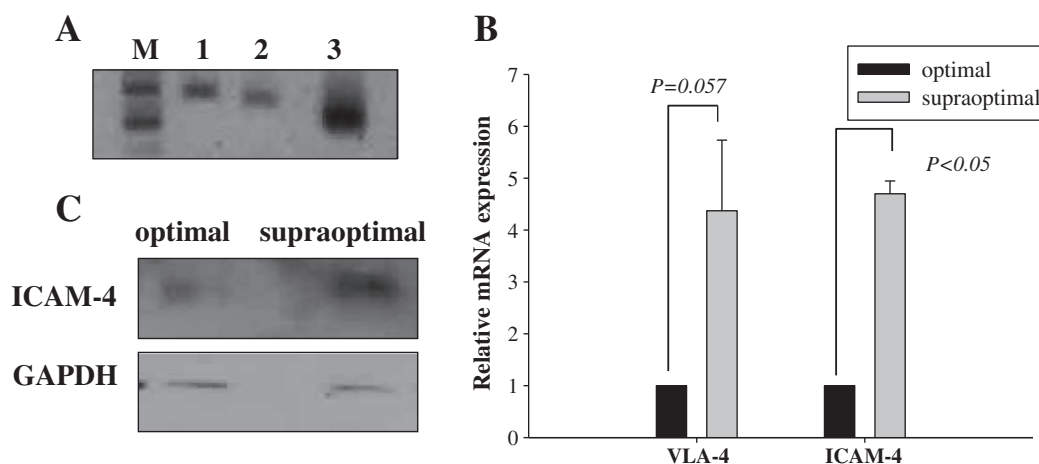 A
M 1 2 3
C
optimal supraoptimal
ICAM-4
GAPDH
B
optimal
supraoptimal
Relative mRNA expression
7
6
5
4
3
2
1
0
P=0.057
P<0.05
VLA-4 ICAM-4